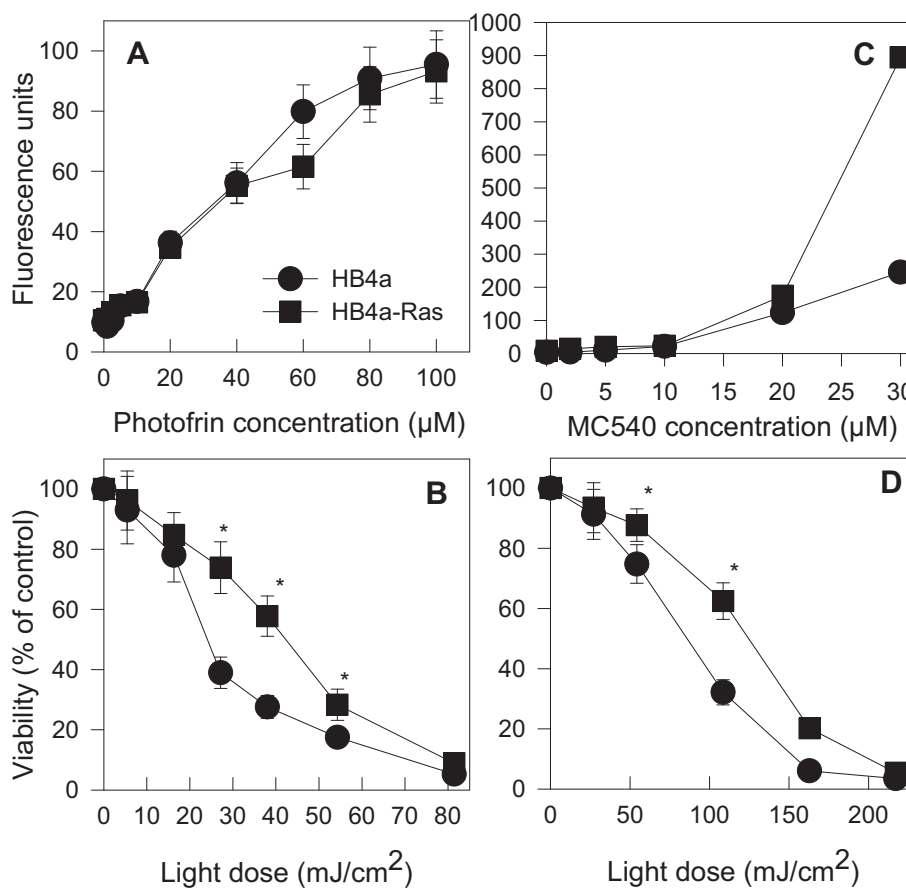 A
Fluorescence units
100
80
60
40
20
0
HB4a
HB4a-Ras
0 20 40 60 80 100
Photofrin concentration (µM)
C
1000
900
800
700
600
500
400
300
200
100
0
0 5 10 15 20 25 30
MC540 concentration (µM)
B
Viability (% of control)
100
80
60
40
20
0
*
*
*
0 10 20 30 40 50 60 70 80
Light dose (mJ/cm²)
D
100
80
60
40
20
0
*
*
0 50 100 150 200
Light dose (mJ/cm²)